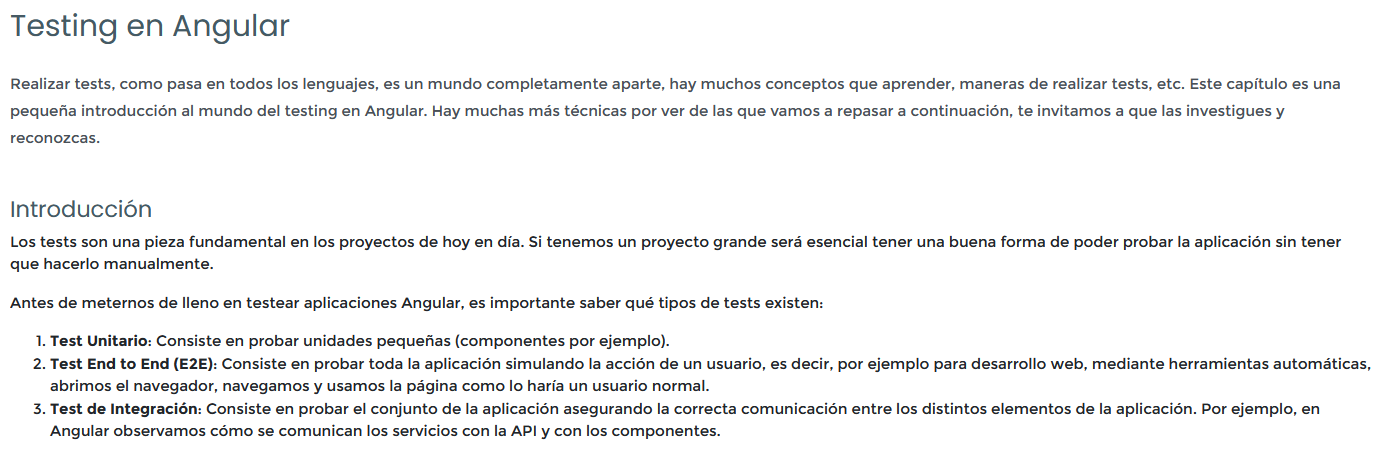 Testing en Angular
Realizar tests, como pasa en todos los lenguajes, es un mundo completamente aparte, hay muchos conceptos que aprender, maneras de realizar tests, etc. Este capítulo es una
pequeña introducción al mundo del testing en Angular. Hay muchas más técnicas por ver de las que vamos a repasar a continuación, te invitamos a que las investigues y
reconozcas.
Introducción
Los tests son una pieza fundamental en los proyectos de hoy en día. Si tenemos un proyecto grande será esencial tener una buena forma de poder probar la aplicación sin tener
que hacerlo manualmente.
Antes de meternos de lleno en testear aplicaciones Angular, es importante saber qué tipos de tests existen:
1. Test Unitario: Consiste en probar unidades pequeñas (componentes por ejemplo).
2. Test End to End (E2E): Consiste en probar toda la aplicación simulando la acción de un usuario, es decir, por ejemplo para desarrollo web, mediante herramientas automáticas,
abrimos el navegador, navegamos y usamos la página como lo haría un usuario normal.
3. Test de Integración: Consiste en probar el conjunto de la aplicación asegurando la correcta comunicación entre los distintos elementos de la aplicación. Por ejemplo, en
Angular observamos cómo se comunican los servicios con la API y con los componentes.